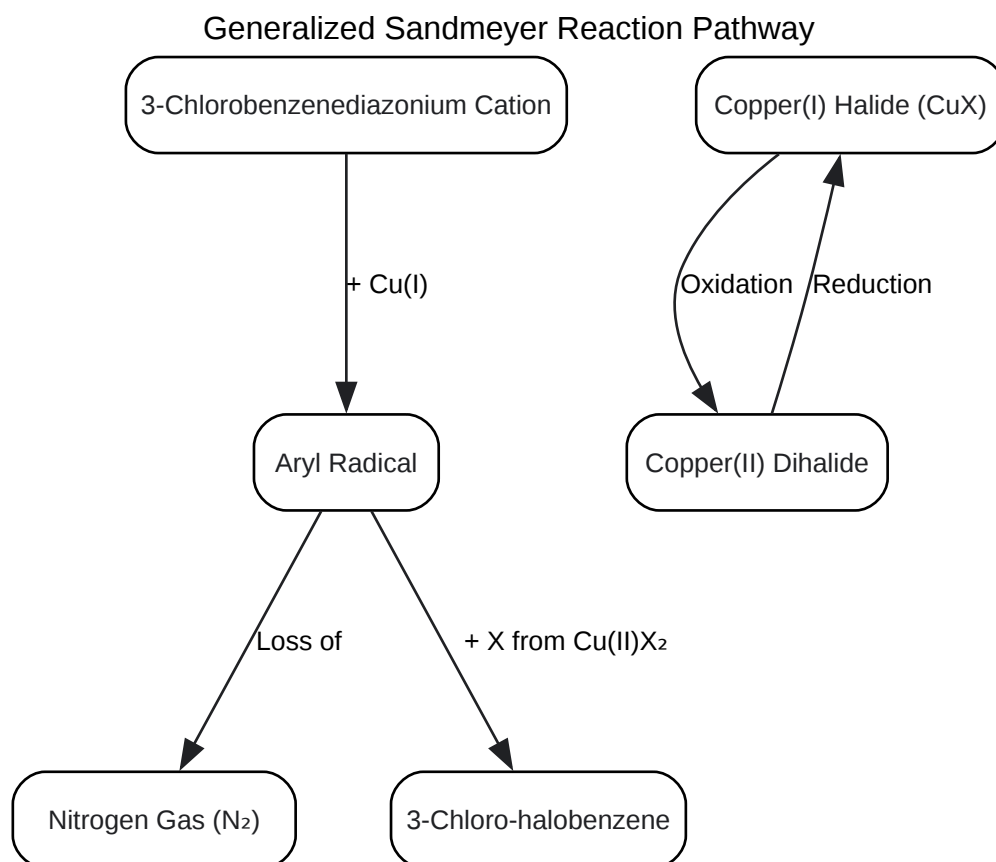 Generalized Sandmeyer Reaction Pathway
3-Chlorobenzenediazonium Cation
Copper(I) Halide (CuX)
+ Cu(I)
Oxidation
Reduction
Aryl Radical
Copper(II) Dihalide
Loss of
+ X from Cu(II)X₂
Nitrogen Gas (N₂)
3-Chloro-halobenzene